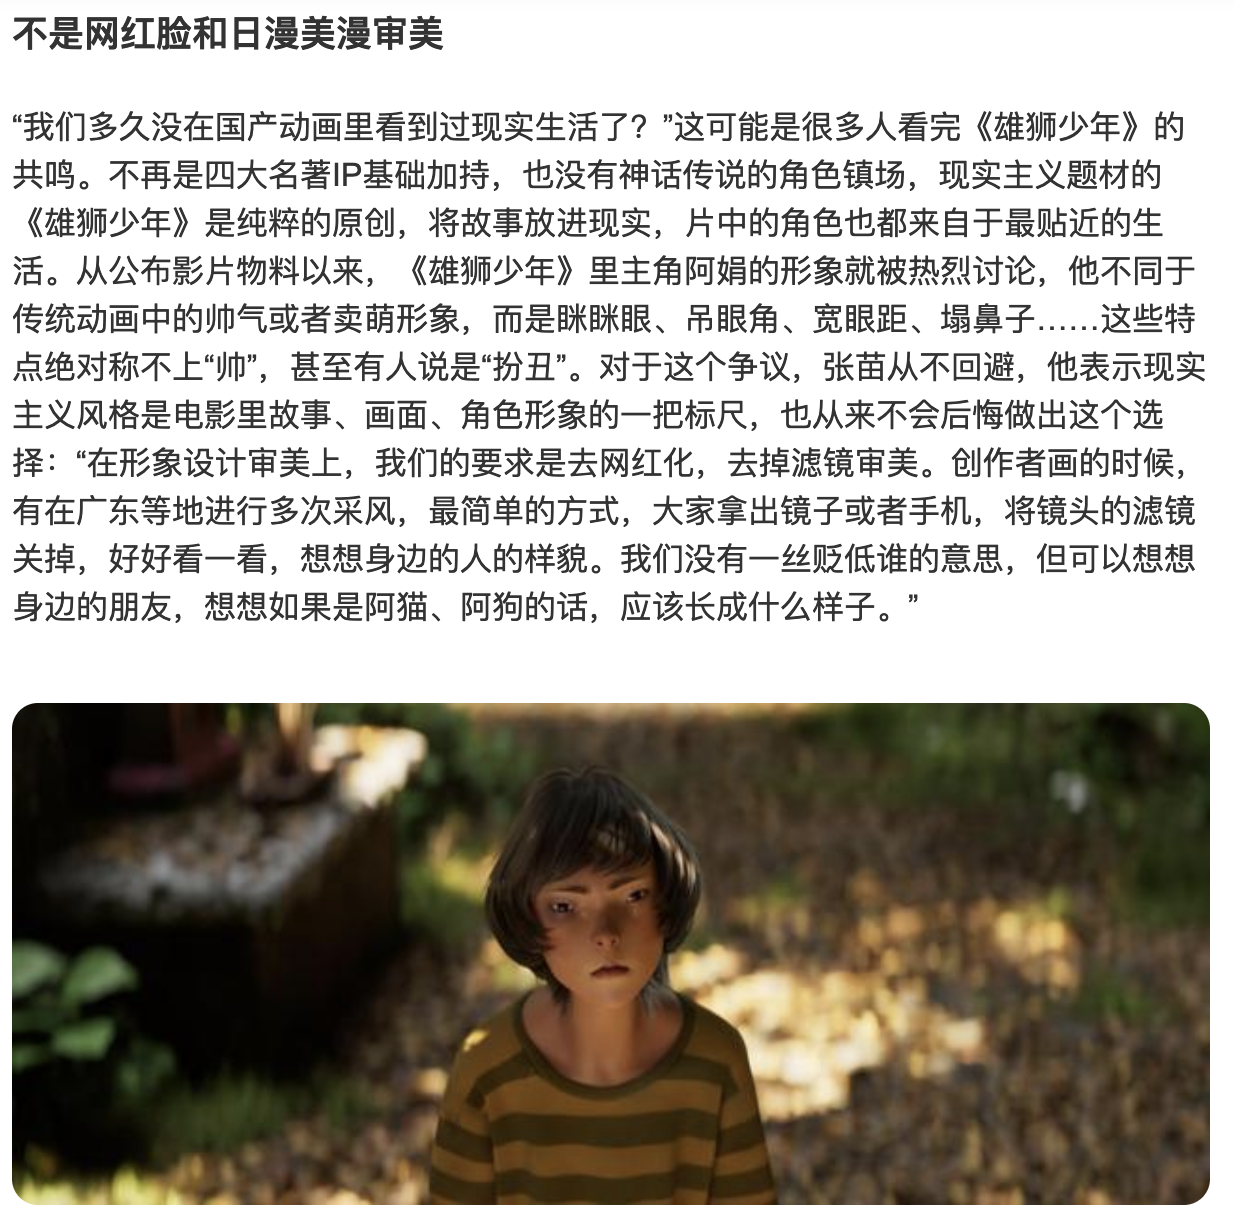 不是网红脸和日漫美漫审美
“我们多久没在国产动画里看到过现实生活了？”这可能是很多人看完《雄狮少年》的
共鸣。不再是四大名著IP基础加持，也没有神话传说的角色镇场，现实主义题材的
《雄狮少年》是纯粹的原创，将故事放进现实，片中的角色也都来自于最贴近的生
活。从公布影片物料以来，《雄狮少年》里主角阿娟的形象就被热烈讨论，他不同于
传统动画中的帅气或者卖萌形象，而是眯眯眼、吊眼角、宽眼距、塌鼻子……这些特
点绝对称不上“帅”，甚至有人说是“扮丑”。对于这个争议，张苗从不回避，他表示现实
主义风格是电影里故事、画面、角色形象的一把标尺，也从来不会后悔做出这个选
择：“在形象设计审美上，我们的要求是去网红化，去掉滤镜审美。创作者画的时候，
有在广东等地进行多次采风，最简单的方式，大家拿出镜子或者手机，将镜头的滤镜
关掉，好好看一看，想想身边的人的样貌。我们没有一丝贬低谁的意思，但可以想想
身边的朋友，想想如果是阿猫、阿狗的话，应该长成什么样子。”